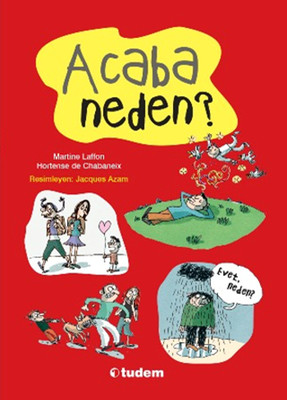 Acaba
neden?
Martine Laffon
Hortense de Chabaneix
Resimleyen: Jacques Azam
Evet,
neden?
tudem